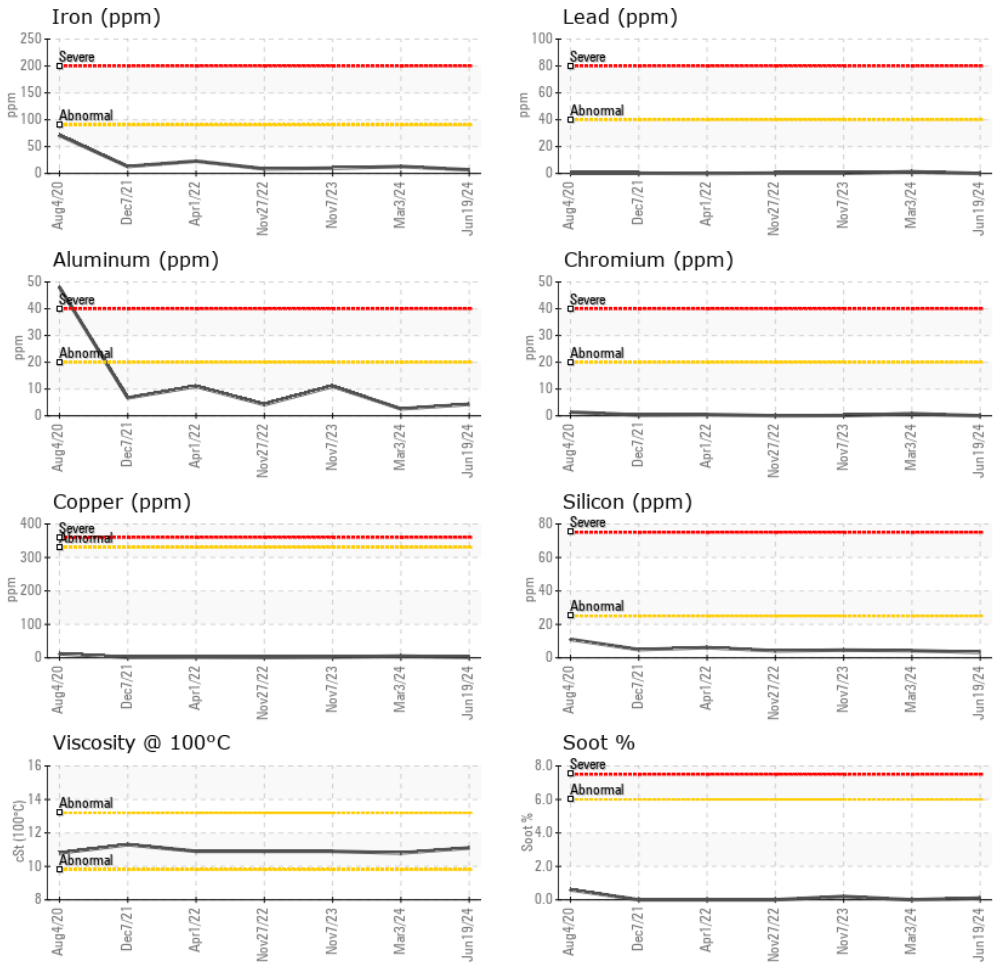 Iron (ppm)
250
200
150
100
50
0
ppm
Severe
Abnormal
Aug4/20
Dec7/21
Apr1/22
Nov27/22
Nov7/23
Mar3/24
Jun19/24
Lead (ppm)
100
80
60
40
20
0
ppm
Severe
Abnormal
Aug4/20
Dec7/21
Apr1/22
Nov27/22
Nov7/23
Mar3/24
Jun19/24
Aluminum (ppm)
50
40
30
20
10
0
ppm
Severe
Abnormal
Aug4/20
Dec7/21
Apr1/22
Nov27/22
Nov7/23
Mar3/24
Jun19/24
Chromium (ppm)
50
40
30
20
10
0
ppm
Severe
Abnormal
Aug4/20
Dec7/21
Apr1/22
Nov27/22
Nov7/23
Mar3/24
Jun19/24
Copper (ppm)
400
300
200
100
0
ppm
Severe
Abnormal
Aug4/20
Dec7/21
Apr1/22
Nov27/22
Nov7/23
Mar3/24
Jun19/24
Silicon (ppm)
80
60
40
20
0
ppm
Severe
Abnormal
Aug4/20
Dec7/21
Apr1/22
Nov27/22
Nov7/23
Mar3/24
Jun19/24
Viscosity @ 100°C
16
14
12
10
8
cSt (100°C)
Abnormal
Abnormal
Aug4/20
Dec7/21
Apr1/22
Nov27/22
Nov7/23
Mar3/24
Jun19/24
Soot %
8.0
6.0
4.0
2.0
0.0
Soot %
Severe
Abnormal
Aug4/20
Dec7/21
Apr1/22
Nov27/22
Nov7/23
Mar3/24
Jun19/24